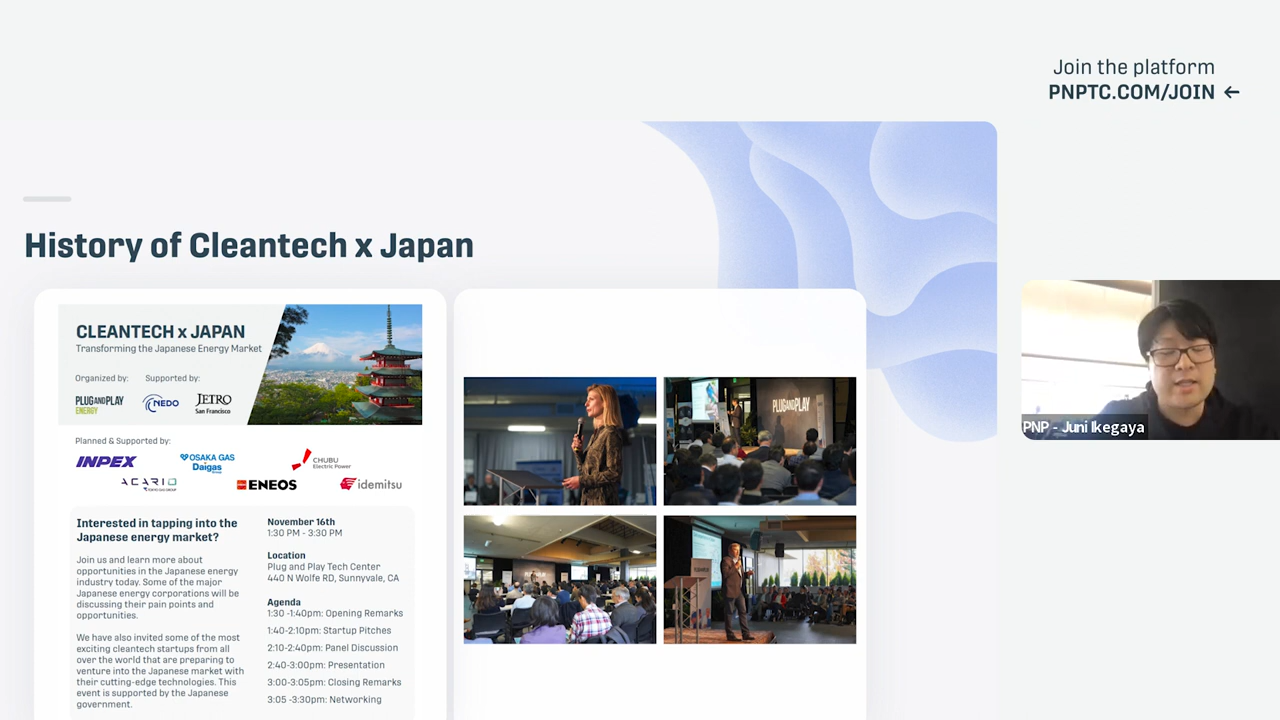 Join the platform
PNPTC.COM/JOIN ←
History of Cleantech x Japan
CLEANTECH x JAPAN
Transforming the Japanese Energy Market
Organized by:
Supported by:
PLUGANDPLAY
ENERGY
NEDO
JETRO
San Francisco
Planned & Supported by:
INPEX
OSAKA GAS
Daigas
Group
CHUBU
Electric Power
ACARIO
TOKYO GAS GROUP
ENEOS
idemitsu
Interested in tapping into the
Japanese energy market?
Join us and learn more about
opportunities in the Japanese energy
industry today. Some of the major
Japanese energy corporations will be
discussing their pain points and
opportunities.
We have also invited some of the most
exciting cleantech startups from all
over the world that are preparing to
venture into the Japanese market with
their cutting-edge technologies. This
event is supported by the Japanese
government.
November 16th
1:30 PM - 3:30 PM
Location
Plug and Play Tech Center
440 N Wolfe RD, Sunnyvale, CA
Agenda
1:30 -1:40pm: Opening Remarks
1:40-2:10pm: Startup Pitches
2:10-2:40pm: Panel Discussion
2:40-3:00pm: Presentation
3:00-3:05pm: Closing Remarks
3:05 -3:30pm: Networking
PLUGANDPLAY
PNP - Juni Ikegaya